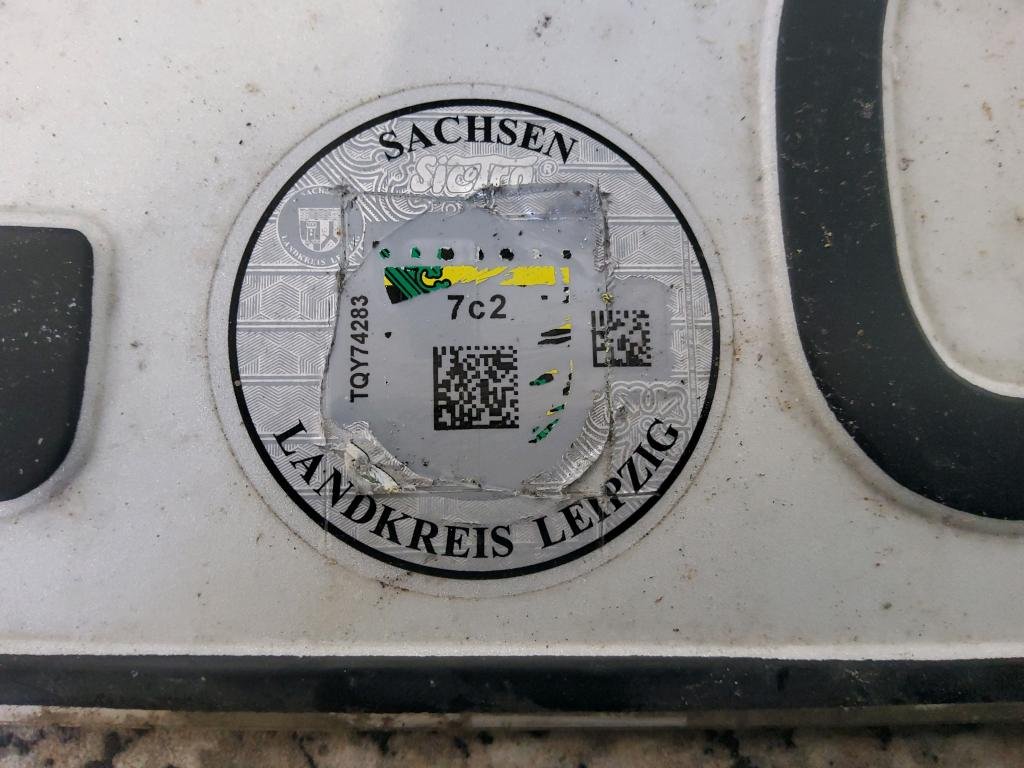 SACHSEN
7c2
TQY74283
LANDKREIS LEIPZIG